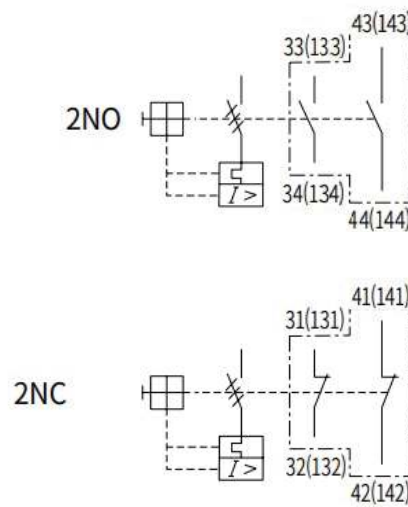 43(143)
33(133)
2NO
I >
34(134)
44(144)
41(141)
31(131)
2NC
I >
32(132)
42(142)